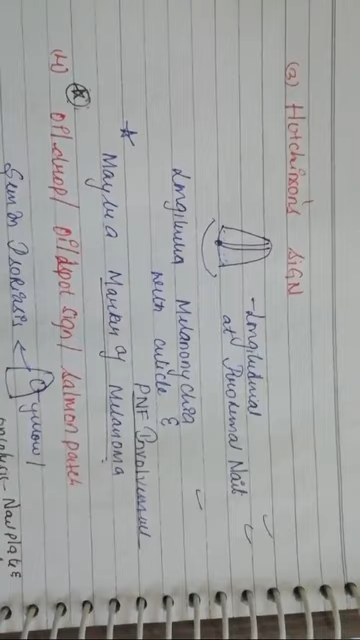 (a) Hutchinson's SIGN
- Longitudinal
at Proximal Nail
Longitudinal Melanonychia
with cuticle &
PNF Involvement
* Maybe a Marker of Melanoma
(H) Oil drop / Oil spot sign / Salmon patch
Seen in Psoriasis ←
yellow /
Nail plate